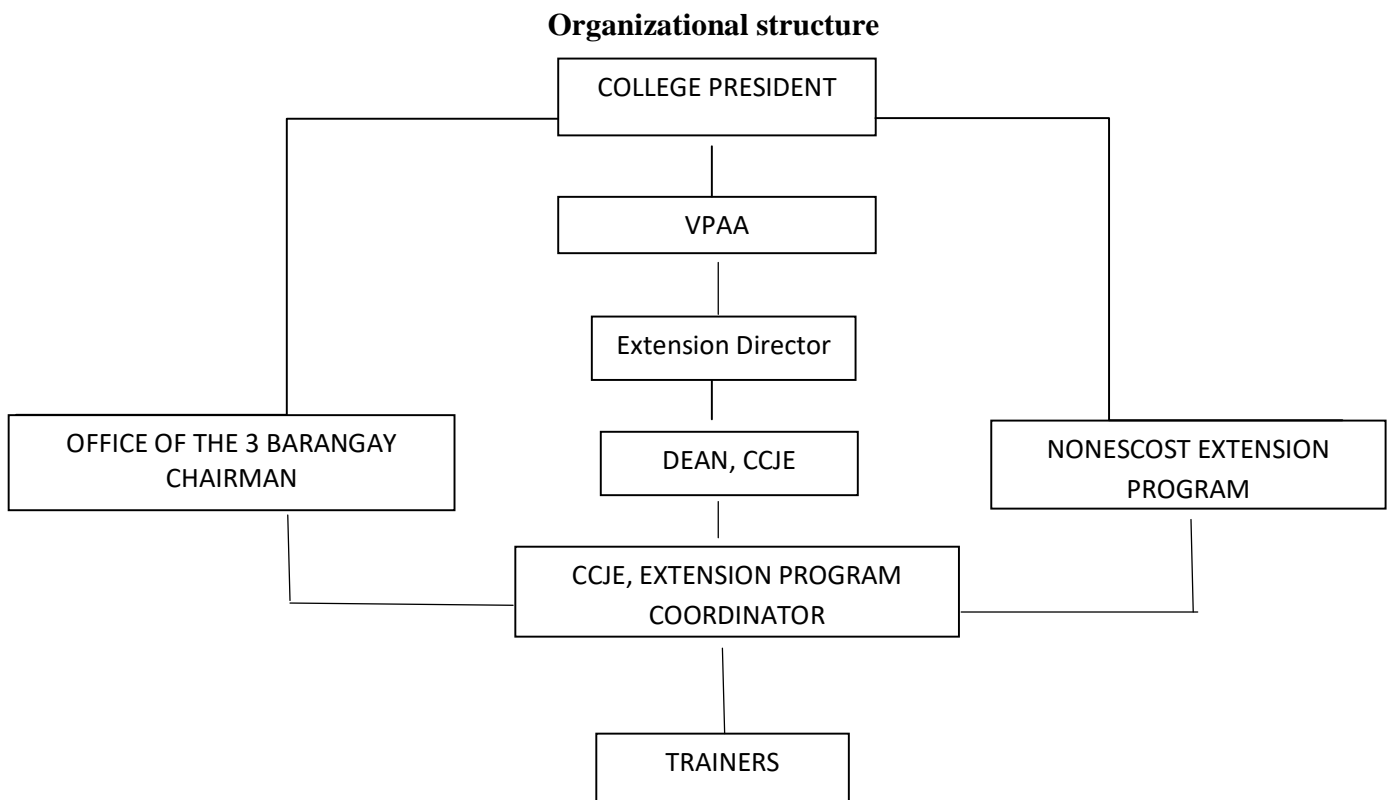 Organizational structure
COLLEGE PRESIDENT
VPAA
Extension Director
OFFICE OF THE 3 BARANGAY
CHAIRMAN
DEAN, CCJE
NONESCOST EXTENSION
PROGRAM
CCJE, EXTENSION PROGRAM
COORDINATOR
TRAINERS